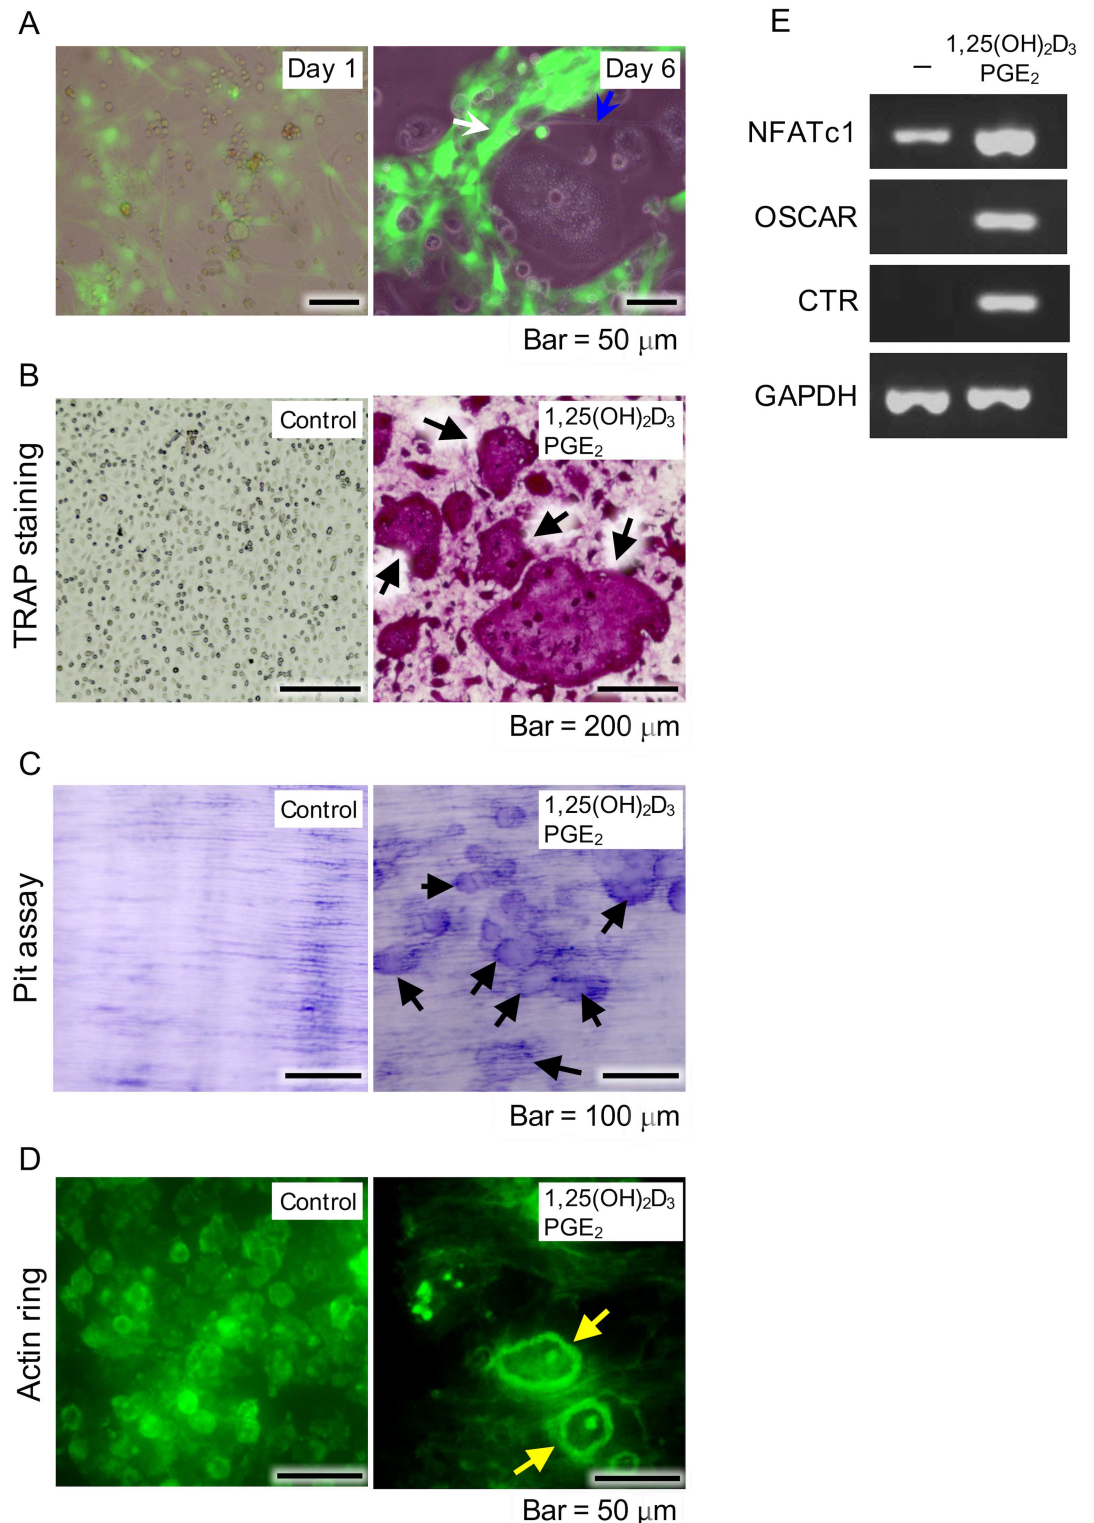 A
Day 1
Day 6
Bar = 50 μm
B
TRAP staining
Control
1,25(OH)₂D₃
PGE₂
Bar = 200 μm
C
Pit assay
Control
1,25(OH)₂D₃
PGE₂
Bar = 100 μm
D
Actin ring
Control
1,25(OH)₂D₃
PGE₂
Bar = 50 μm
E
–
1,25(OH)₂D₃
PGE₂
NFATc1
OSCAR
CTR
GAPDH